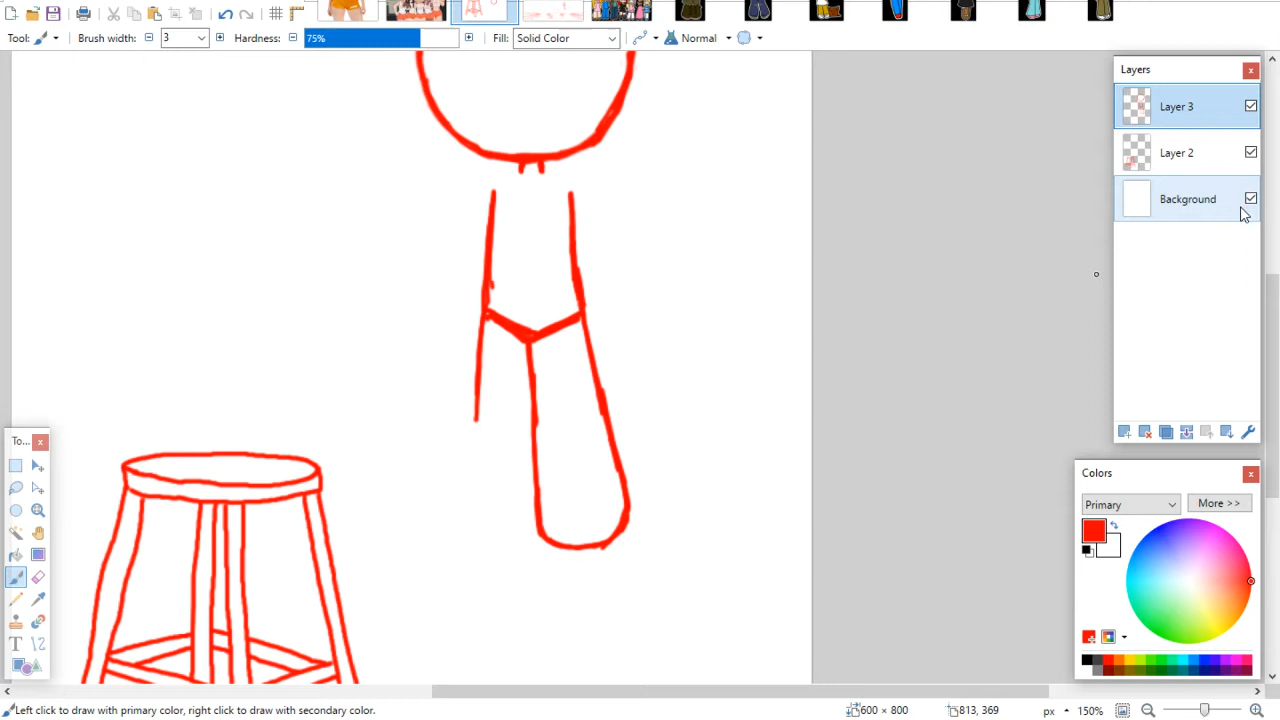 Tool:
Brush width:
3
Hardness:
75%
Fill:
Solid Color
Normal
Layers
Layer 3
Layer 2
Background
To...
T
Colors
Primary
More >>
Left click to draw with primary color, right click to draw with secondary color.
600 × 800
813, 369
px
150%